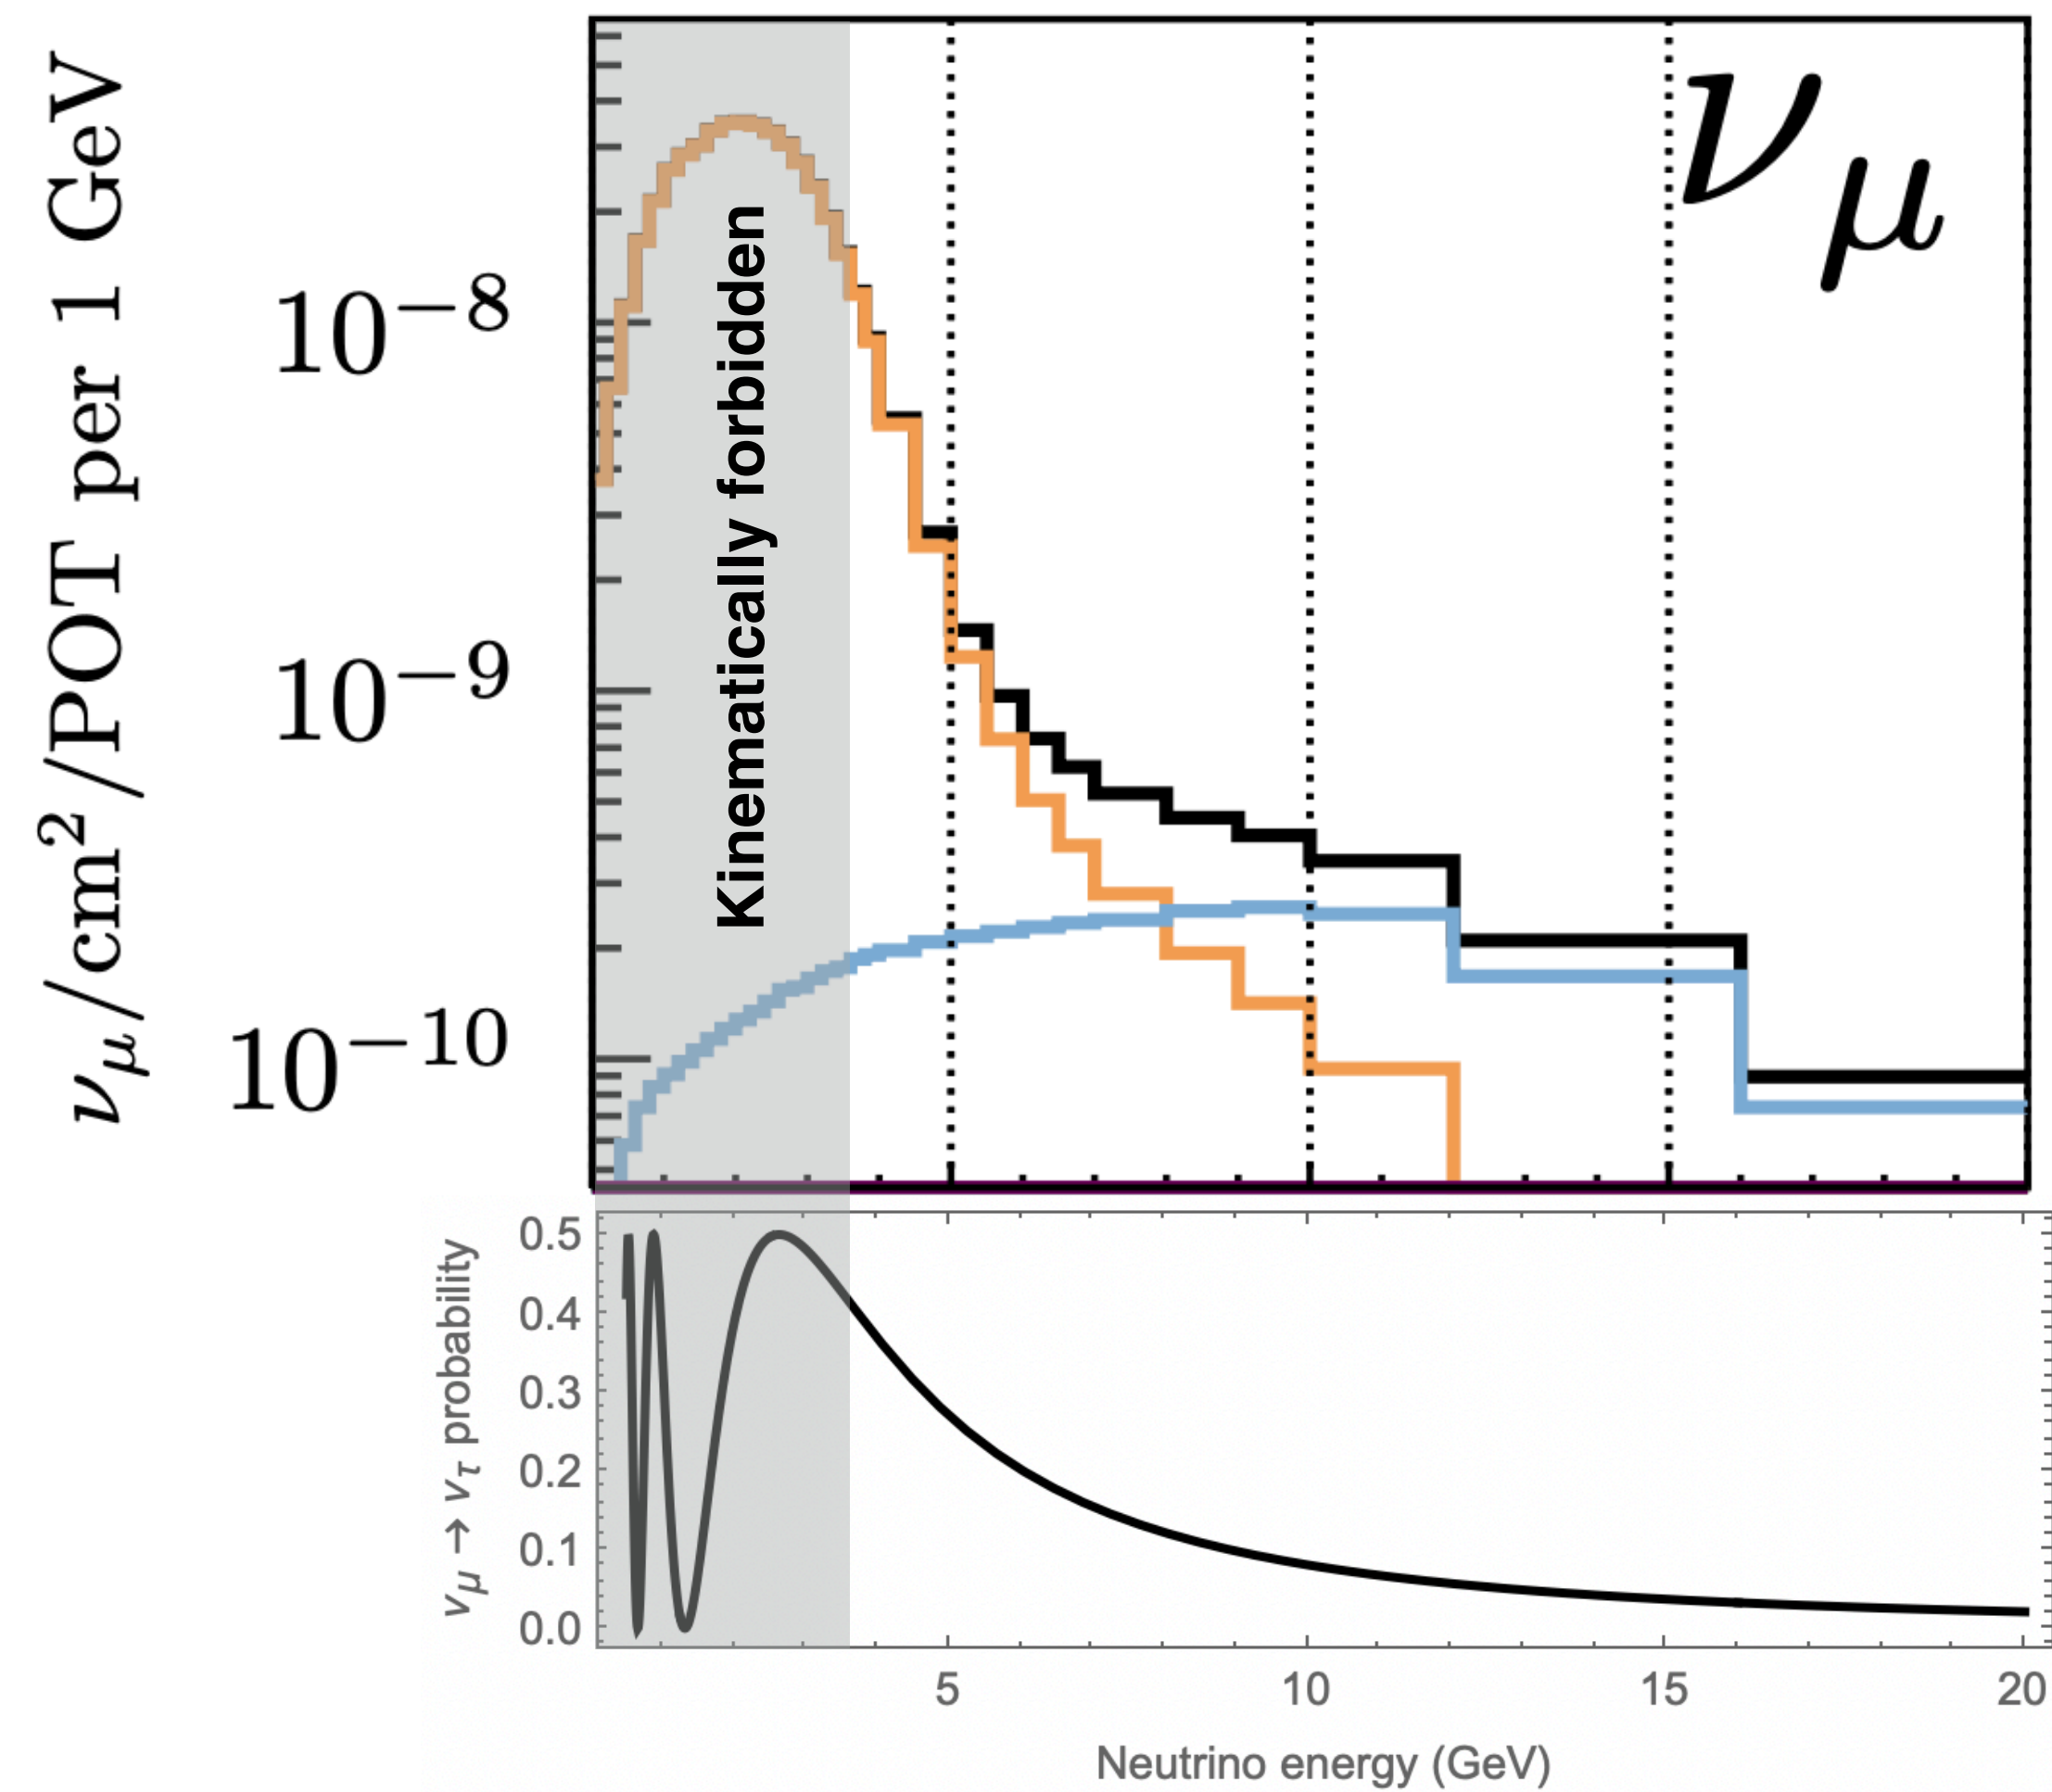 ν_μ/cm²/POT per 1 GeV
10⁻⁸
10⁻⁹
10⁻¹⁰
Kinematically forbidden
ν_μ
ν_μ → ν_τ probability
0.5
0.4
0.3
0.2
0.1
0.0
5 10 15 20
Neutrino energy (GeV)